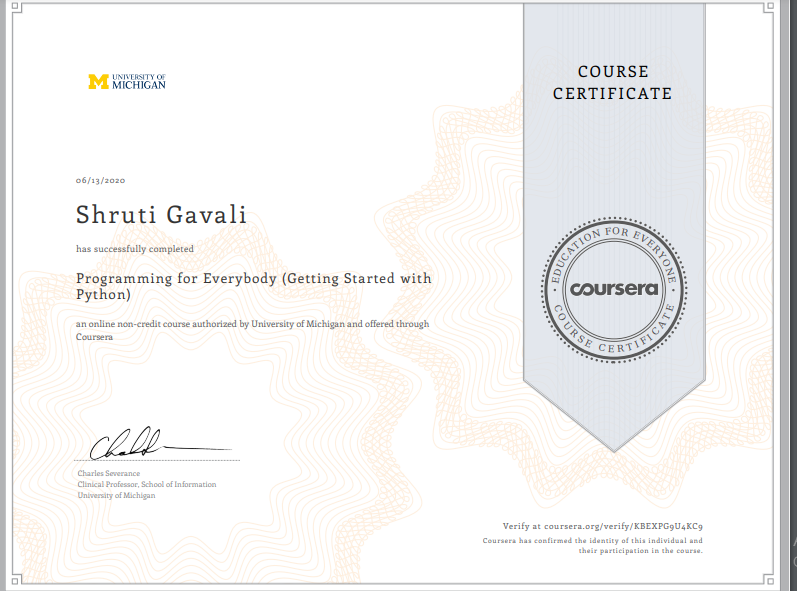 UNIVERSITY OF
MICHIGAN
COURSE
CERTIFICATE
06/13/2020
Shruti Gavali
has successfully completed
Programming for Everybody (Getting Started with
Python)
an online non-credit course authorized by University of Michigan and offered through
Coursera
EDUCATION FOR EVERYONE
coursera
COURSE CERTIFICATE
Charles Severance
Clinical Professor, School of Information
University of Michigan
Verify at coursera.org/verify/KBEXPG9U4KC9
Coursera has confirmed the identity of this individual and
their participation in the course.